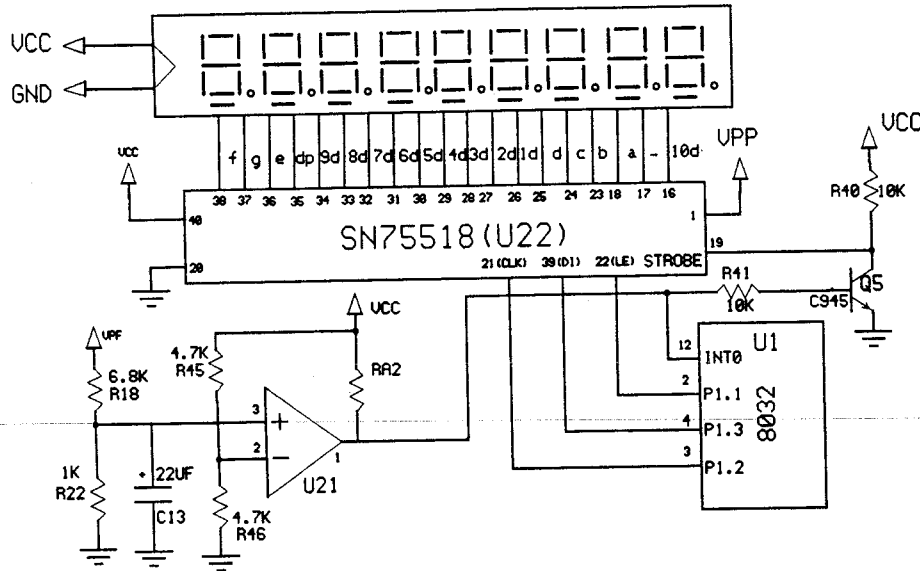 VCC
GND
f g e dp 9d 8d 7d 6d 5d 4d 3d 2d 1d d c b a - 10d
38 37 36 35 34 33 32 31 30 29 28 27 26 25 24 23 18 17 16
VCC
40
20
SN75518(U22)
21(CLK) 39(DI) 22(LE) STROBE
1
19
VPP
VCC
R40 10K
R41
10K
C945
Q5
VPF
6.8K
R18
1K
R22
22UF
C13
4.7K
R45
4.7K
R46
VCC
RA2
3
+
2
-
1
U21
U1
8032
12 INT0
2 P1.1
4 P1.3
3 P1.2